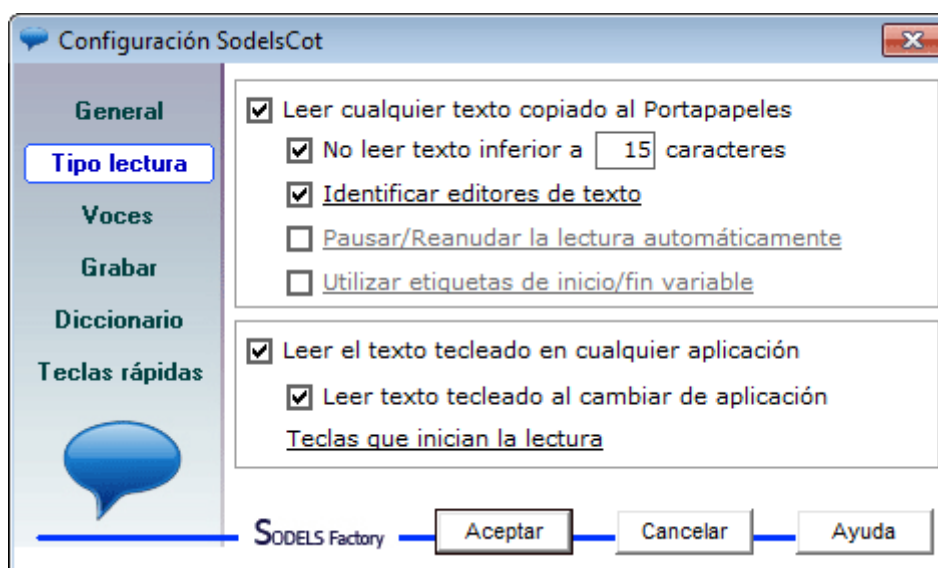 Configuración SodelsCot
General
Tipo lectura
Voces
Grabar
Diccionario
Teclas rápidas
Leer cualquier texto copiado al Portapapeles
No leer texto inferior a 15 caracteres
Identificar editores de texto
Pausar/Reanudar la lectura automáticamente
Utilizar etiquetas de inicio/fin variable
Leer el texto tecleado en cualquier aplicación
Leer texto tecleado al cambiar de aplicación
Teclas que inician la lectura
SODELS Factory
Aceptar
Cancelar
Ayuda